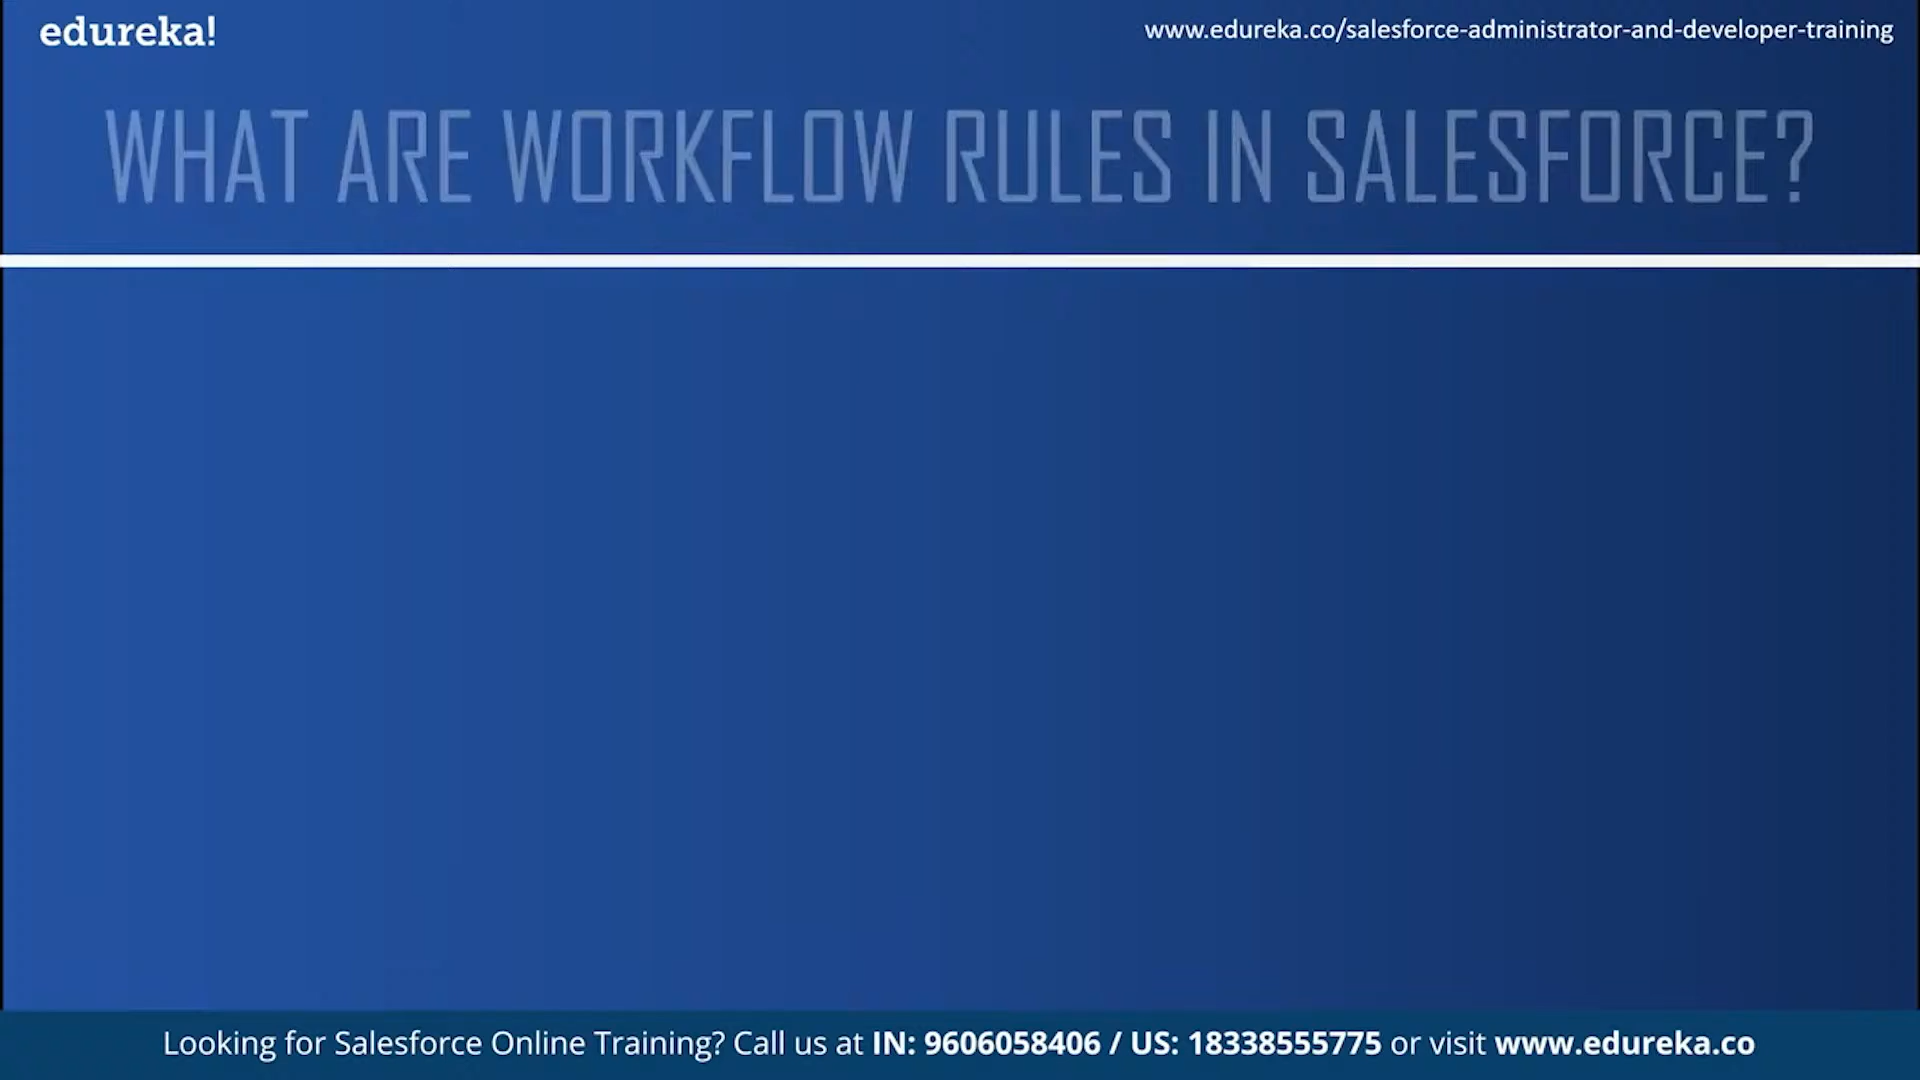 edureka!
www.edureka.co/salesforce-administrator-and-developer-training
WHAT ARE WORKFLOW RULES IN SALESFORCE?
Looking for Salesforce Online Training? Call us at IN: 9606058406 / US: 18338555775 or visit www.edureka.co